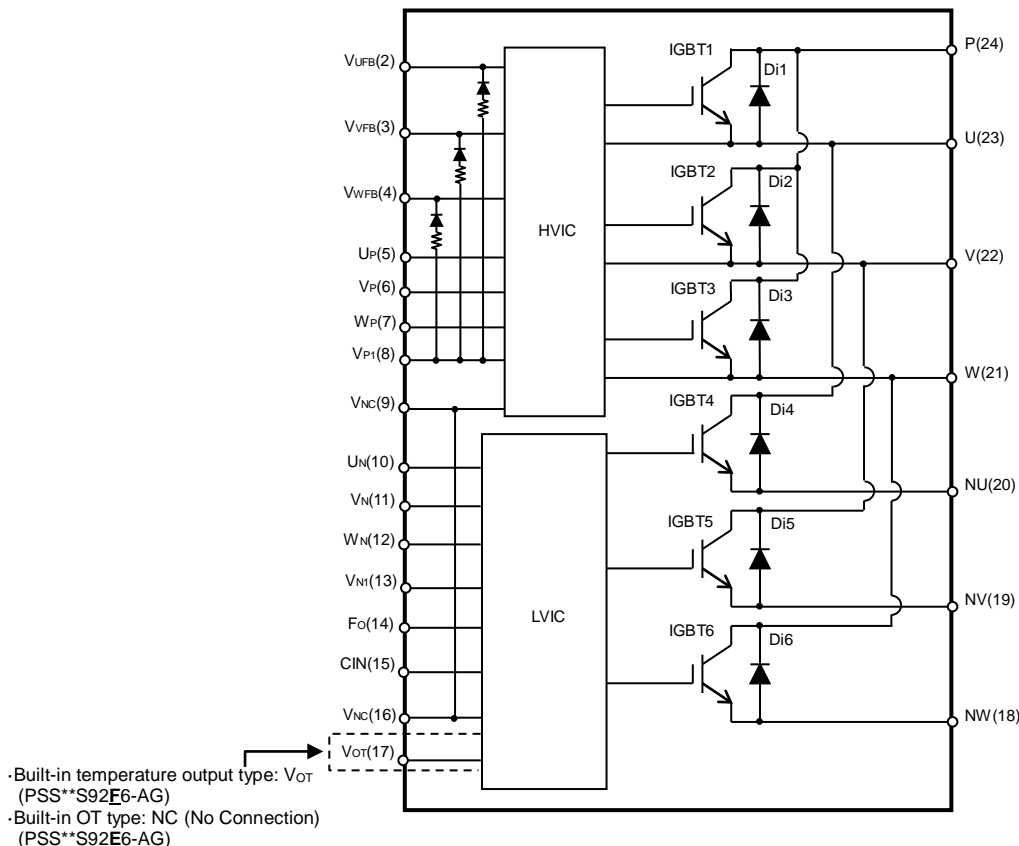 VUFB(2)
VVFB(3)
VWFB(4)
UP(5)
VP(6)
WP(7)
VP1(8)
VNC(9)
UN(10)
VN(11)
WN(12)
VN1(13)
FO(14)
CIN(15)
VNC(16)
VOT(17)
HVIC
LVIC
IGBT1
Di1
IGBT2
Di2
IGBT3
Di3
IGBT4
Di4
IGBT5
Di5
IGBT6
Di6
P(24)
U(23)
V(22)
W(21)
NU(20)
NV(19)
NW(18)
·Built-in temperature output type: VOT
(PSS**S92F6-AG)
·Built-in OT type: NC (No Connection)
(PSS**S92E6-AG)